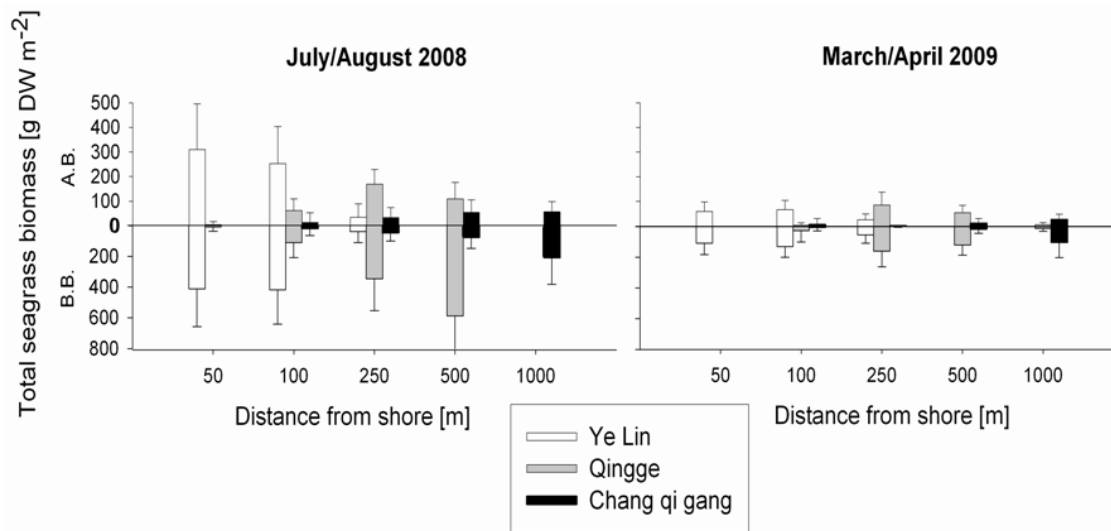 Total seagrass biomass [g DW m⁻²]
B.B. A.B.
July/August 2008
500
400
300
200
100
0
200
400
600
800
50 100 250 500 1000
Distance from shore [m]
March/April 2009
50 100 250 500 1000
Distance from shore [m]
Ye Lin
Qingge
Chang qi gang